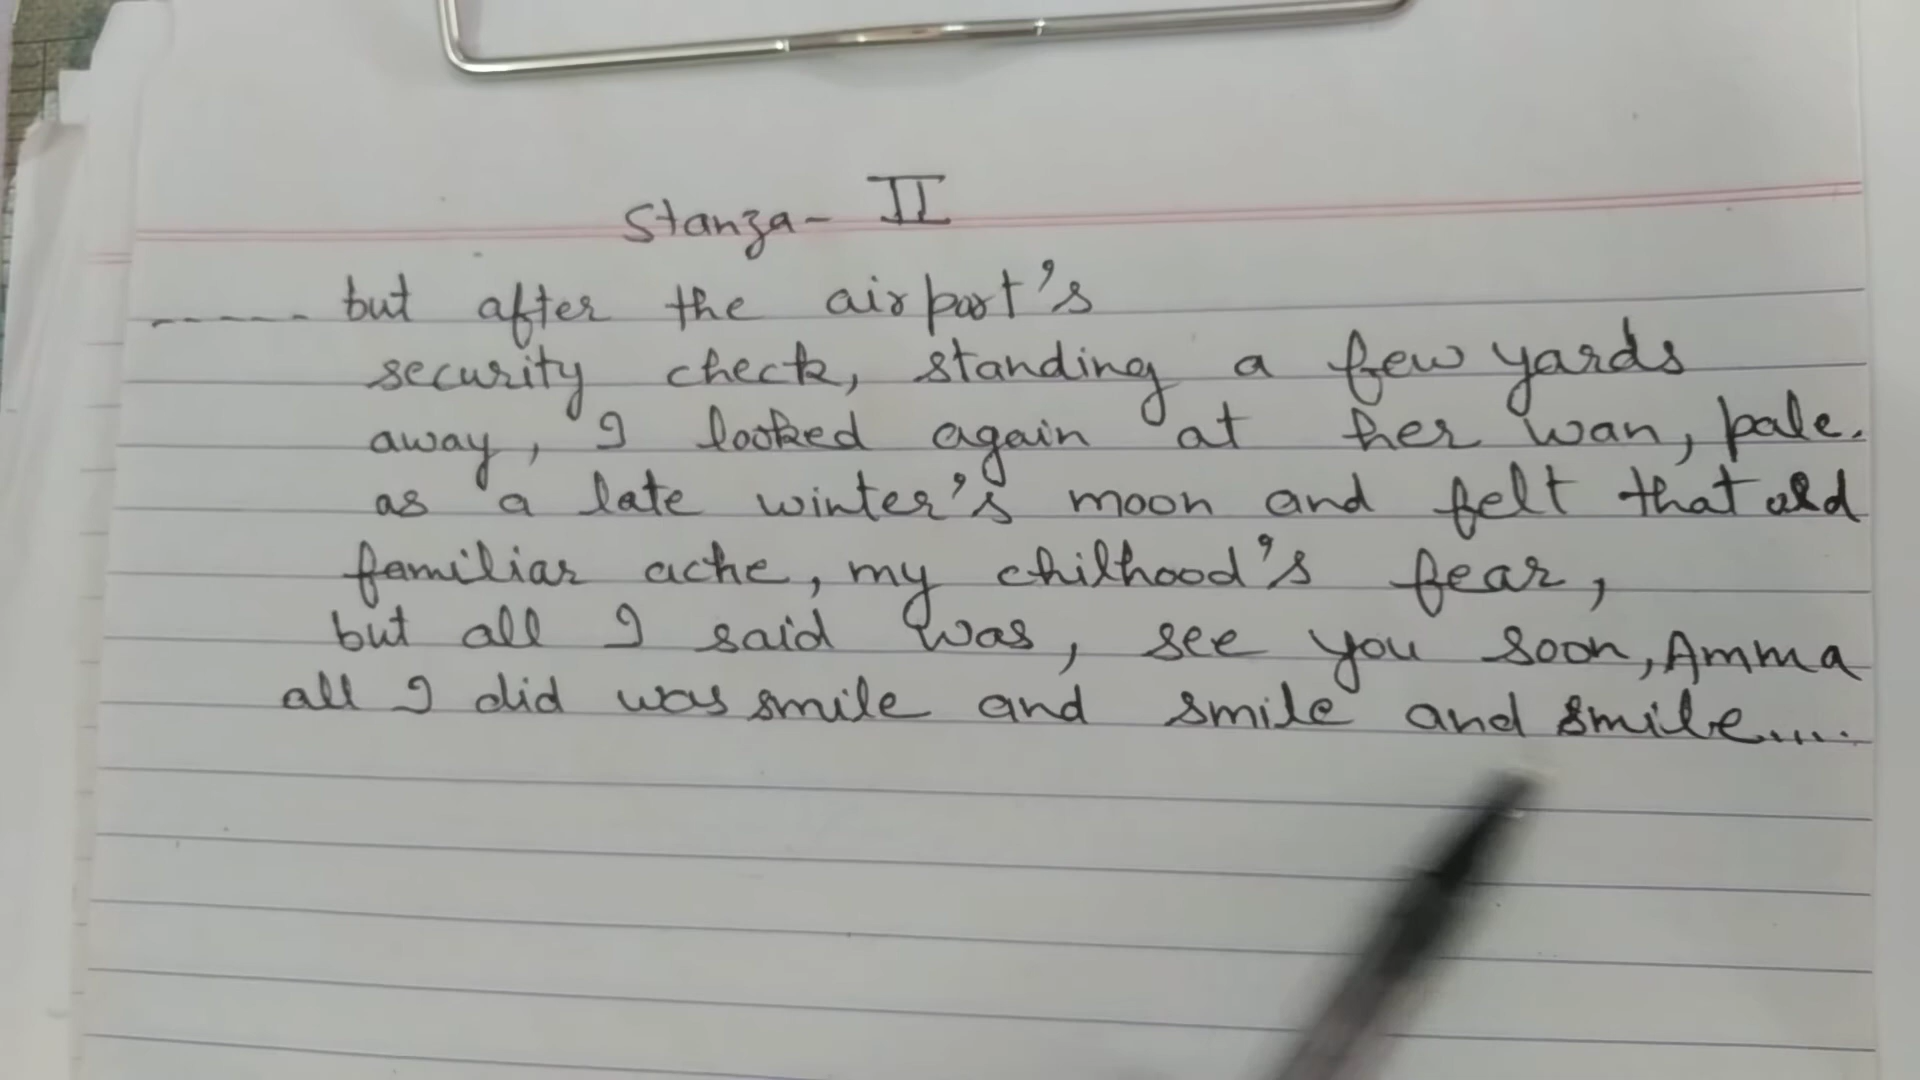 Stanza- II
----- but after the airport's
security check, standing a few yards
away, I looked again at her wan, pale.
as a late winter's moon and felt that old
familiar ache, my chilhood's fear,
but all I said was, see you soon, Amma
all I did was smile and smile and smile.....